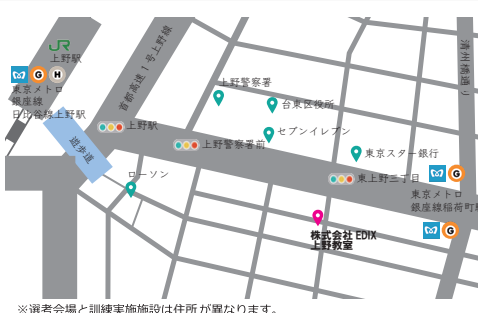 JR
上野駅
G H
東京メトロ
銀座線
日比谷線上野駅
首都高速1号上野線
清州橋通り
上野警察署
台東区役所
上野駅
セブンイレブン
上野警察署前
遊歩道
東京スター銀行
ローソン
東上野三丁目
G
東京メトロ
銀座線稲荷町駅
G
株式会社 EDIX
上野教室
※選考会場と訓練実施施設は住所が異なります。